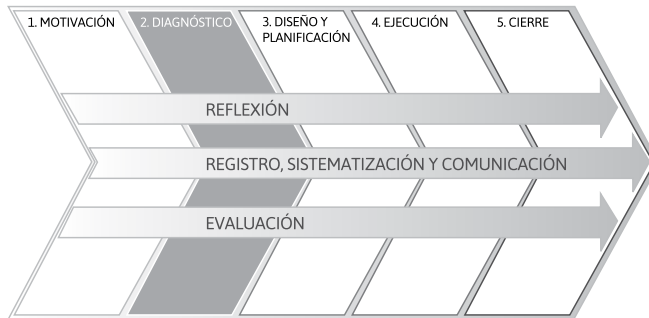 1. MOTIVACIÓN
2. DIAGNÓSTICO
3. DISEÑO Y
PLANIFICACIÓN
4. EJECUCIÓN
5. CIERRE
REFLEXIÓN
REGISTRO, SISTEMATIZACIÓN Y COMUNICACIÓN
EVALUACIÓN